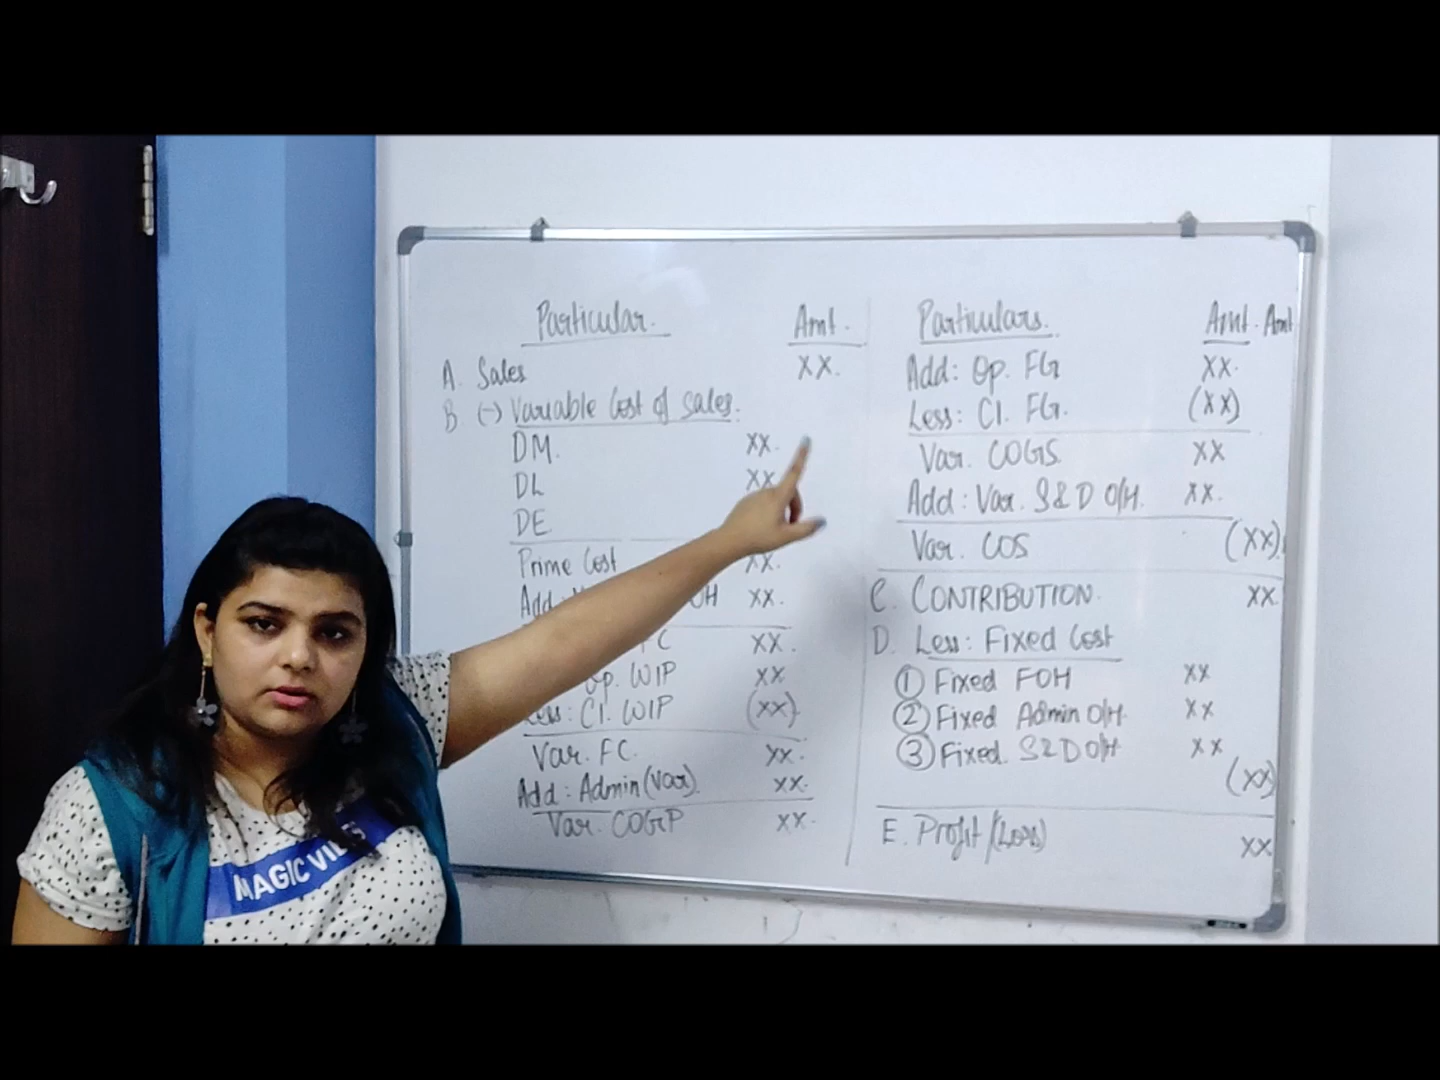 Particular. Amt.
A. Sales XX.
B (-) Variable Cost of Sales.
DM. XX.
DL XX
DE.
Prime Cost XX.
Add: OH XX.
FC XX.
Op. WIP XX
Less: Cl. WIP (XX)
Var. FC. XX.
Add: Admin (Var) XX.
Var. COGP XX.
Particulars. Amt. Amt
Add: Op. FG XX.
Less: Cl. FG. (XX)
Var. COGS XX
Add: Var. S&D O/H. XX.
Var. COS (XX)
C. CONTRIBUTION. XX
D. Less: Fixed Cost
① Fixed FOH XX
② Fixed Admin O/H. XX
③ Fixed. S&D O/H XX
(XX)
E. Profit/(Loss) XX
MAGIC